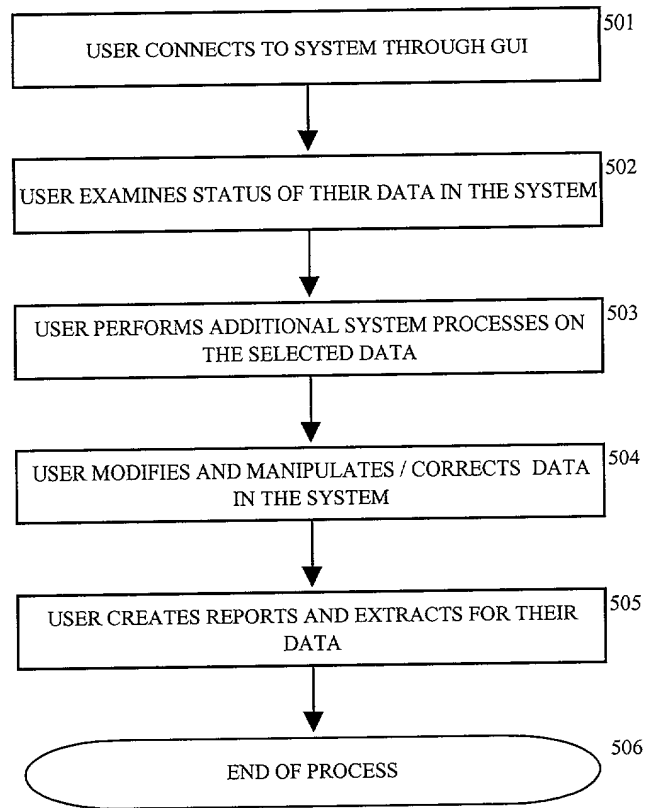 501
USER CONNECTS TO SYSTEM THROUGH GUI
502
USER EXAMINES STATUS OF THEIR DATA IN THE SYSTEM
503
USER PERFORMS ADDITIONAL SYSTEM PROCESSES ON
THE SELECTED DATA
504
USER MODIFIES AND MANIPULATES / CORRECTS DATA
IN THE SYSTEM
505
USER CREATES REPORTS AND EXTRACTS FOR THEIR
DATA
506
END OF PROCESS